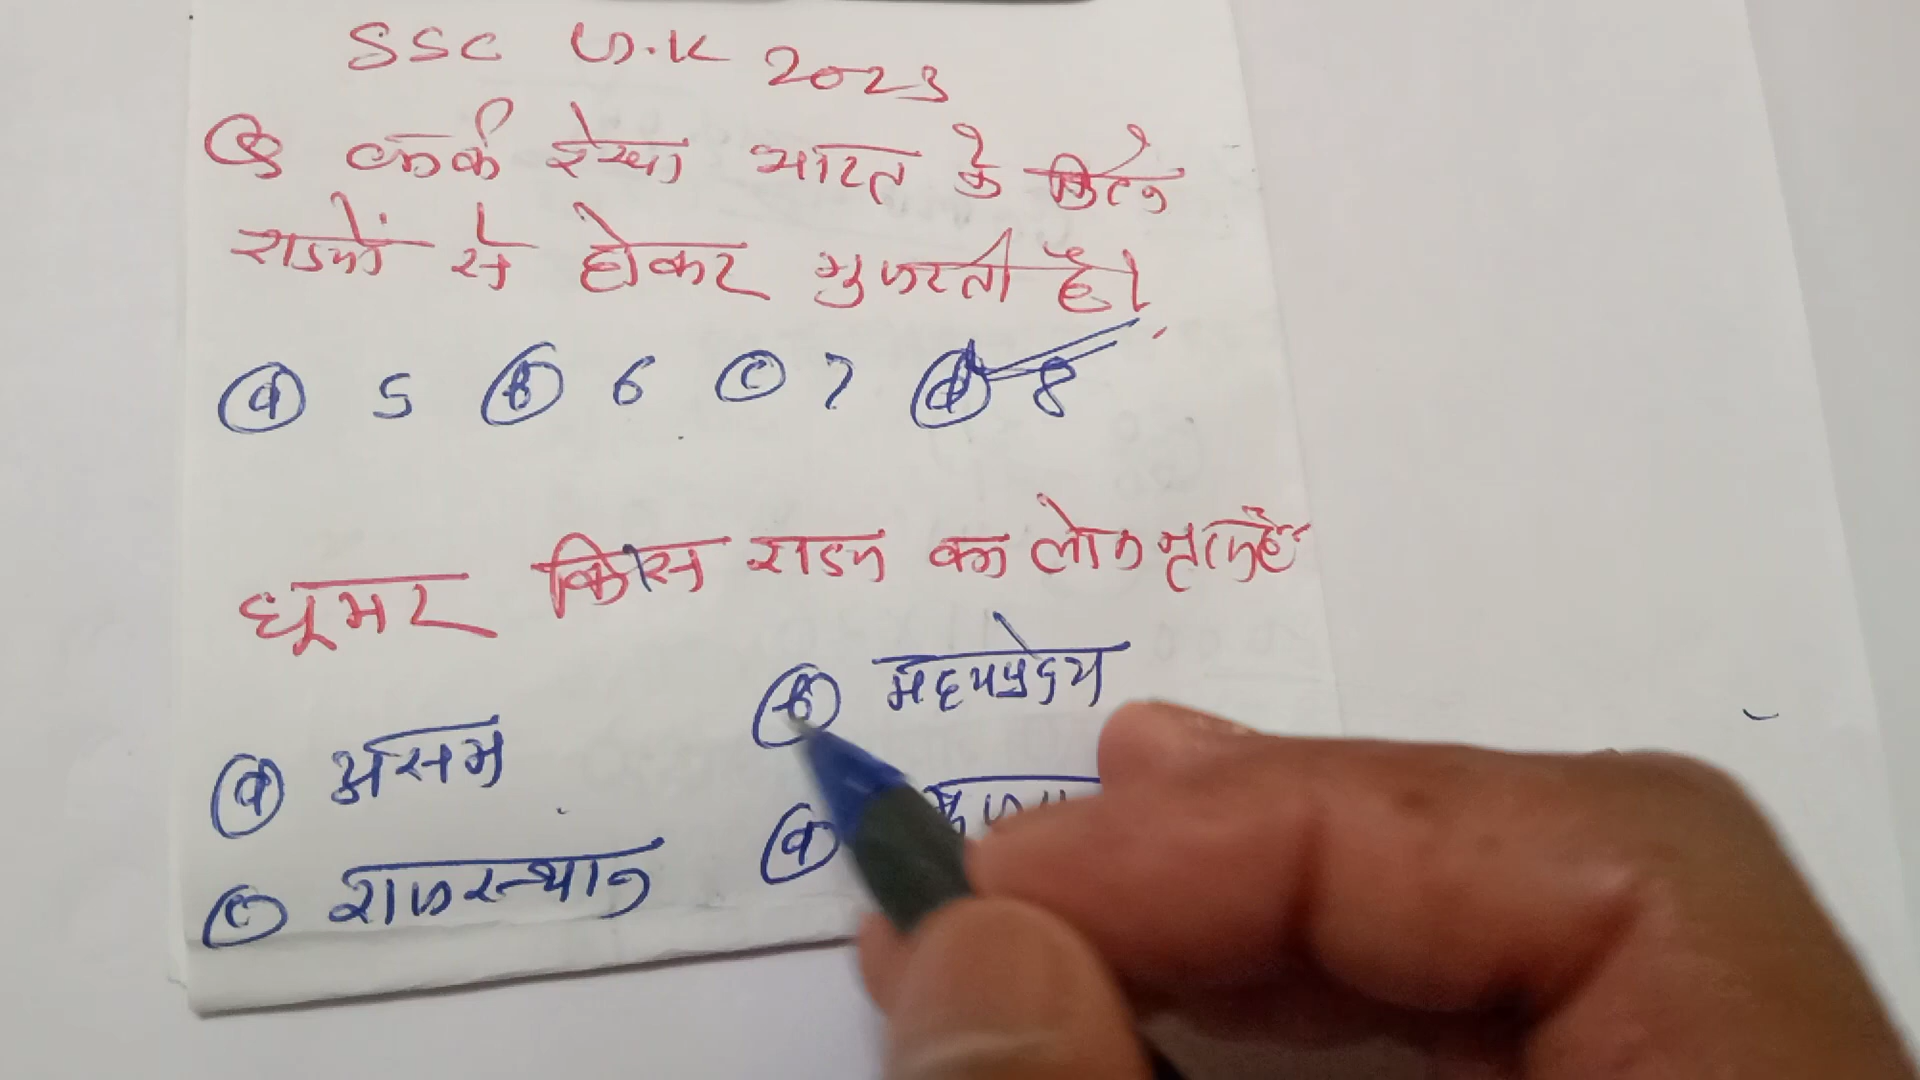 SSC G.K 2023
Q कर्क रेखा भारत के कितने
राज्यों से होकर गुजरती है।
a 5 b 6 c 7 d 8
घूमर किस राज्य का लोक नृत्य है
a असम b मध्यप्रदेश
c राजस्थान d